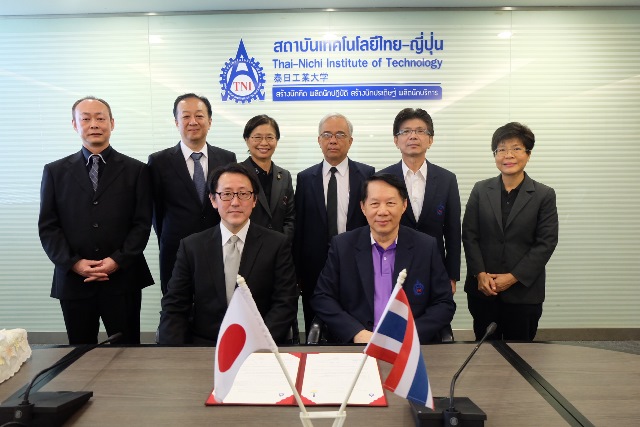 สถาบันเทคโนโลยีไทย-ญี่ปุ่น
Thai-Nichi Institute of Technology
泰日工業大学
สร้างนักคิด ผลิตนักปฏิบัติ สร้างนักประดิษฐ์ ผลิตนักบริหาร
TNI